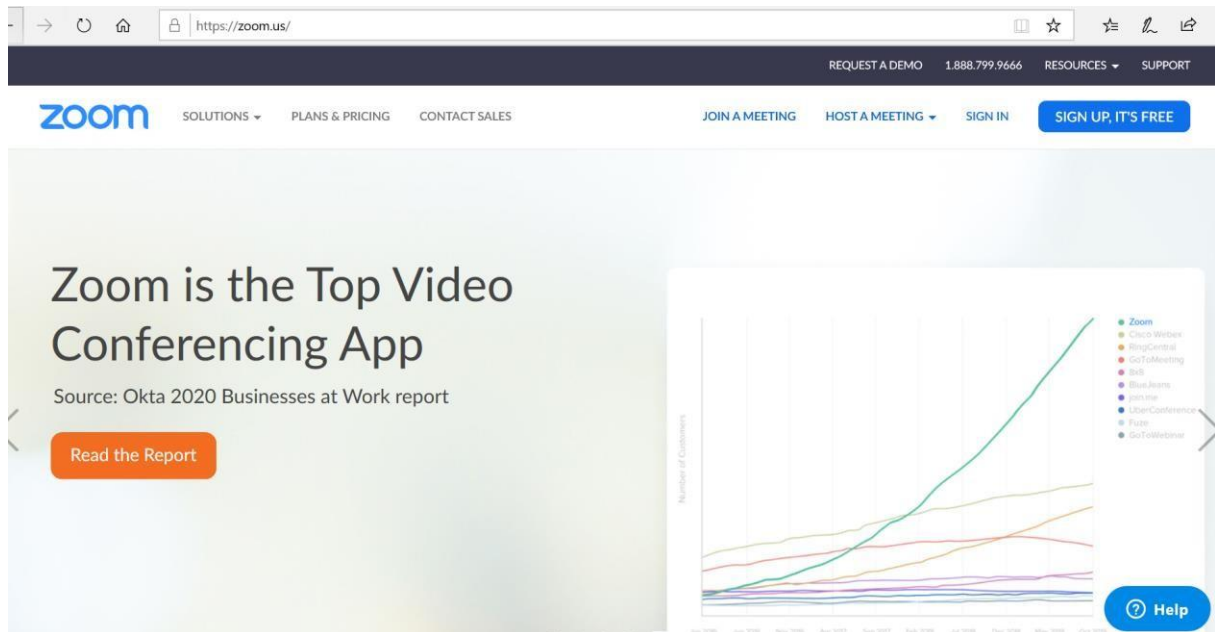 https://zoom.us/
REQUEST A DEMO 1.888.799.9666 RESOURCES SUPPORT
zoom SOLUTIONS PLANS & PRICING CONTACT SALES JOIN A MEETING HOST A MEETING SIGN IN SIGN UP, IT'S FREE
Zoom is the Top Video
Conferencing App
Source: Okta 2020 Businesses at Work report
Read the Report
Number of Customers
Zoom
Cisco Webex
RingCentral
GoToMeeting
8x8
BlueJeans
join.me
UberConference
Fuze
GoToWebinar
Help